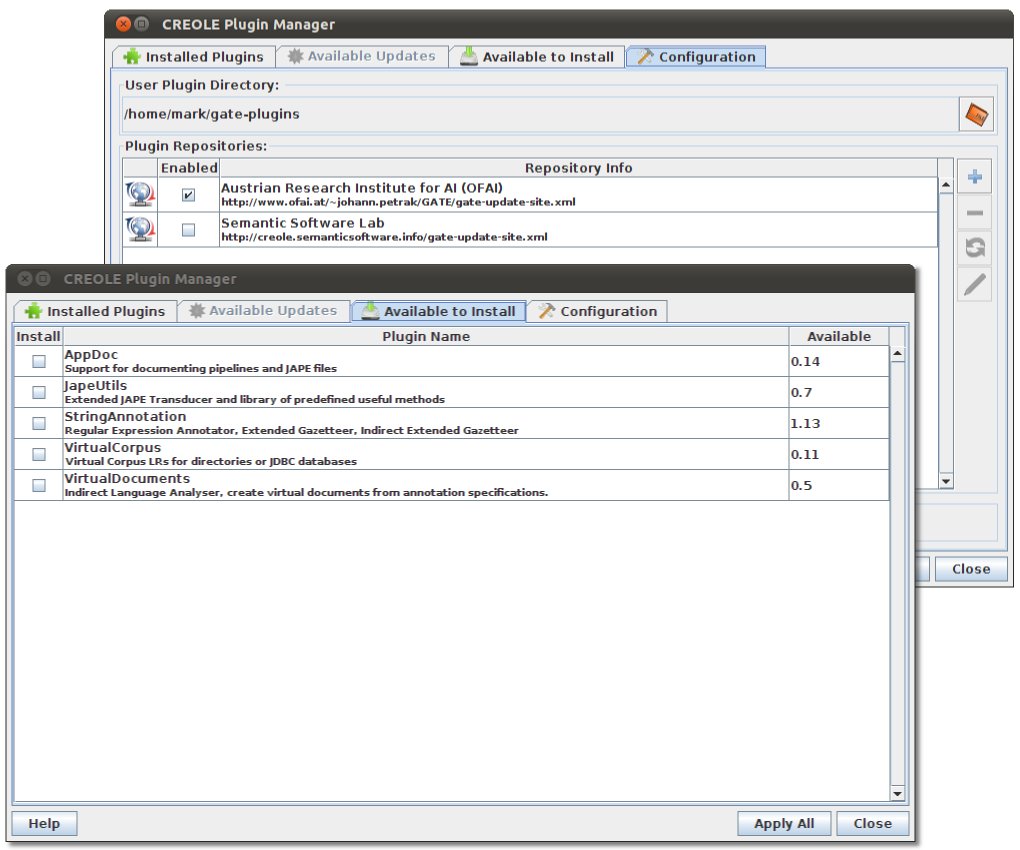 CREOLE Plugin Manager
Installed Plugins Available Updates Available to Install Configuration
User Plugin Directory:
/home/mark/gate-plugins
Plugin Repositories:
Enabled Repository Info
Austrian Research Institute for AI (OFAI)
http://www.ofai.at/~johann.petrak/GATE/gate-update-site.xml
Semantic Software Lab
http://creole.semanticsoftware.info/gate-update-site.xml
Close
CREOLE Plugin Manager
Installed Plugins Available Updates Available to Install Configuration
Install Plugin Name Available
AppDoc
Support for documenting pipelines and JAPE files
0.14
JapeUtils
Extended JAPE Transducer and library of predefined useful methods
0.7
StringAnnotation
Regular Expression Annotator, Extended Gazetteer, Indirect Extended Gazetteer
1.13
VirtualCorpus
Virtual Corpus LRs for directories or JDBC databases
0.11
VirtualDocuments
Indirect Language Analyser, create virtual documents from annotation specifications.
0.5
Help Apply All Close